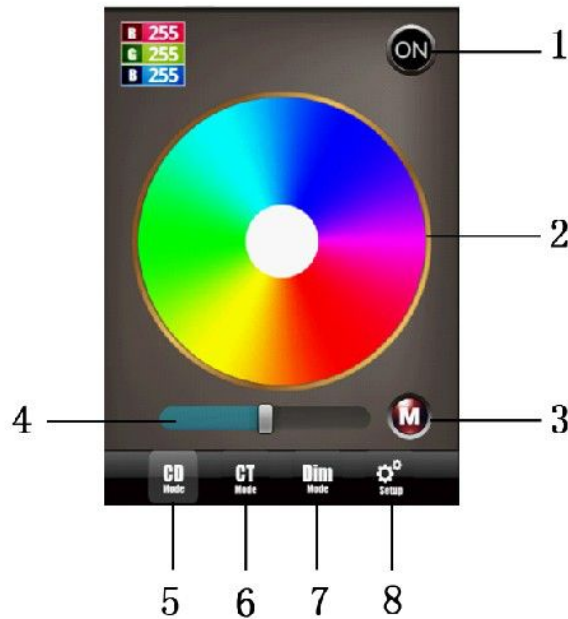 R 255
G 255
B 255
ON
1
2
4
M
3
CD CT Dim
Mode Mode Mode Setup
5 6 7 8